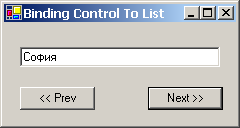 Binding Control To List
София
<< Prev
Next >>